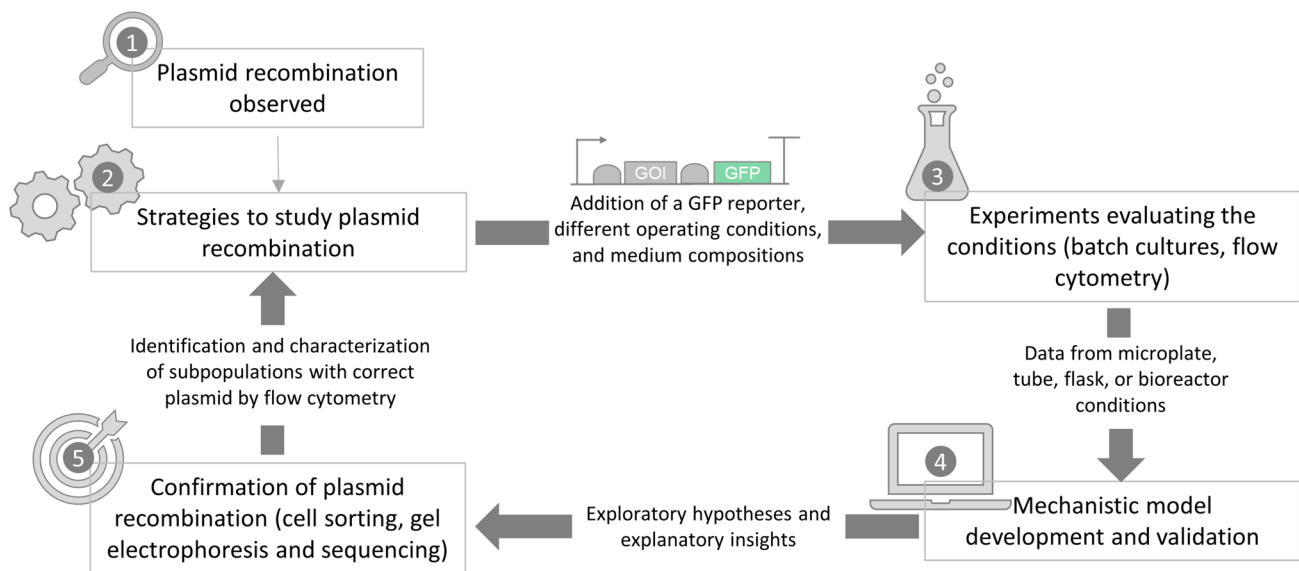 1
Plasmid recombination
observed
2
Strategies to study plasmid
recombination
GOI GFP
Addition of a GFP reporter,
different operating conditions,
and medium compositions
3
Experiments evaluating the
conditions (batch cultures, flow
cytometry)
Data from microplate,
tube, flask, or bioreactor
conditions
4
Mechanistic model
development and validation
Exploratory hypotheses and
explanatory insights
5
Confirmation of plasmid
recombination (cell sorting, gel
electrophoresis and sequencing)
Identification and characterization
of subpopulations with correct
plasmid by flow cytometry